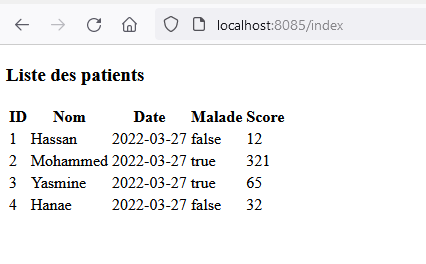 localhost:8085/index
Liste des patients
ID Nom Date Malade Score
1 Hassan 2022-03-27 false 12
2 Mohammed 2022-03-27 true 321
3 Yasmine 2022-03-27 true 65
4 Hanae 2022-03-27 false 32